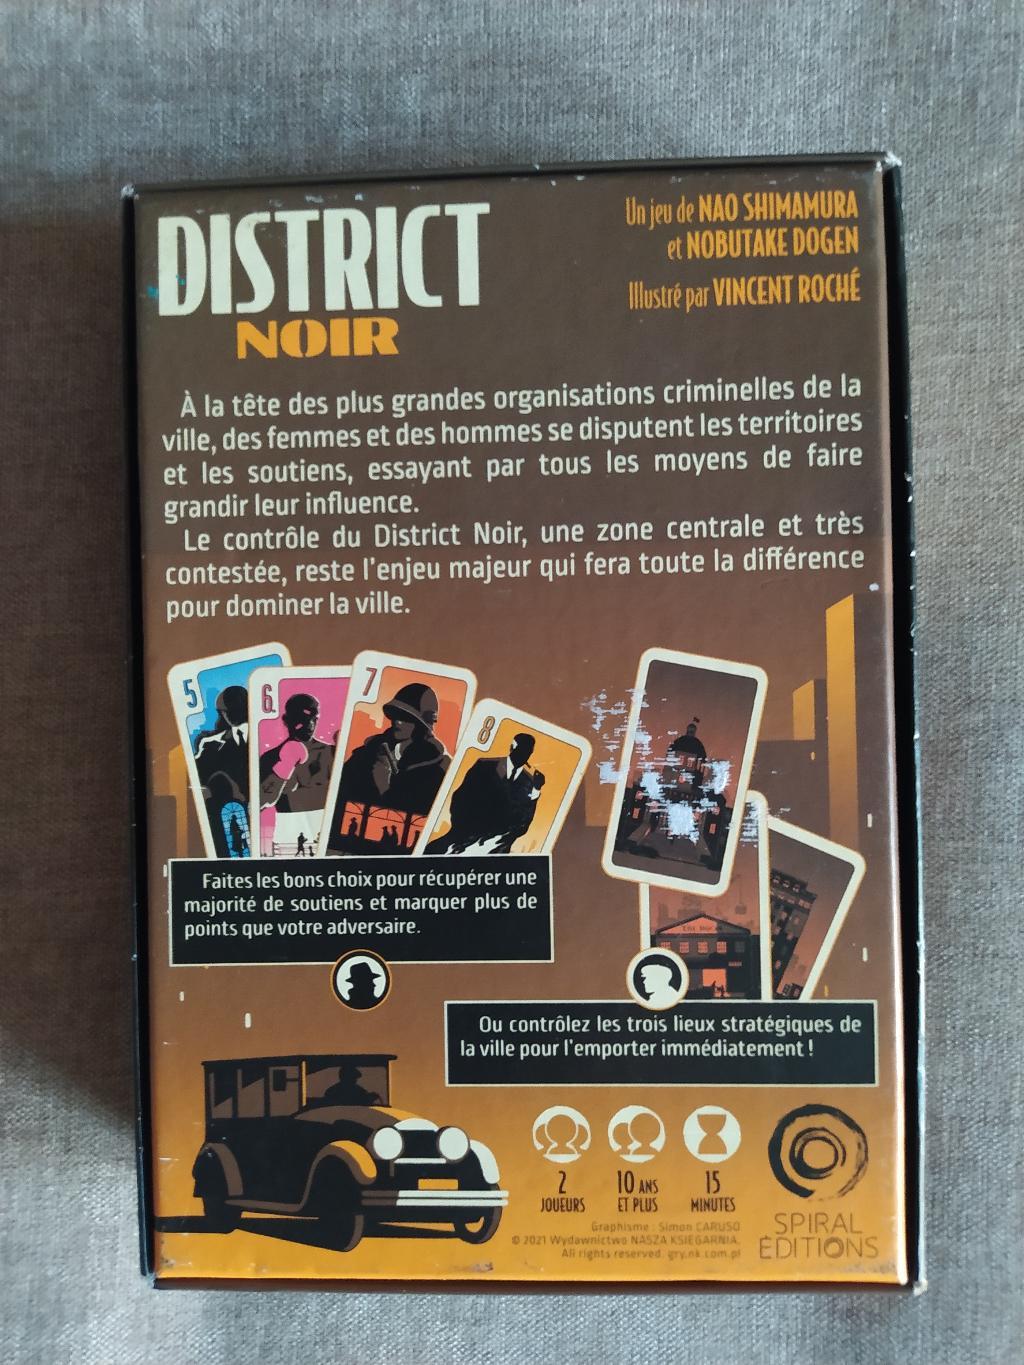 DISTRICT
NOIR
Un jeu de NAO SHIMAMURA
et NOBUTAKE DOGEN
Illustré par VINCENT ROCHÉ
À la tête des plus grandes organisations criminelles de la
ville, des femmes et des hommes se disputent les territoires
et les soutiens, essayant par tous les moyens de faire
grandir leur influence.
Le contrôle du District Noir, une zone centrale et très
contestée, reste l'enjeu majeur qui fera toute la différence
pour dominer la ville.
5
6
7
8
Faites les bons choix pour récupérer une
majorité de soutiens et marquer plus de
points que votre adversaire.
Ou contrôlez les trois lieux stratégiques de
la ville pour l'emporter immédiatement !
2
JOUEURS
10 ANS
ET PLUS
15
MINUTES
Graphisme : Simon CARUSO
© 2021 Wydawnictwo NASZA KSIĘGARNIA.
All rights reserved. gry.nk.com.pl
SPIRAL
ÉDITIONS